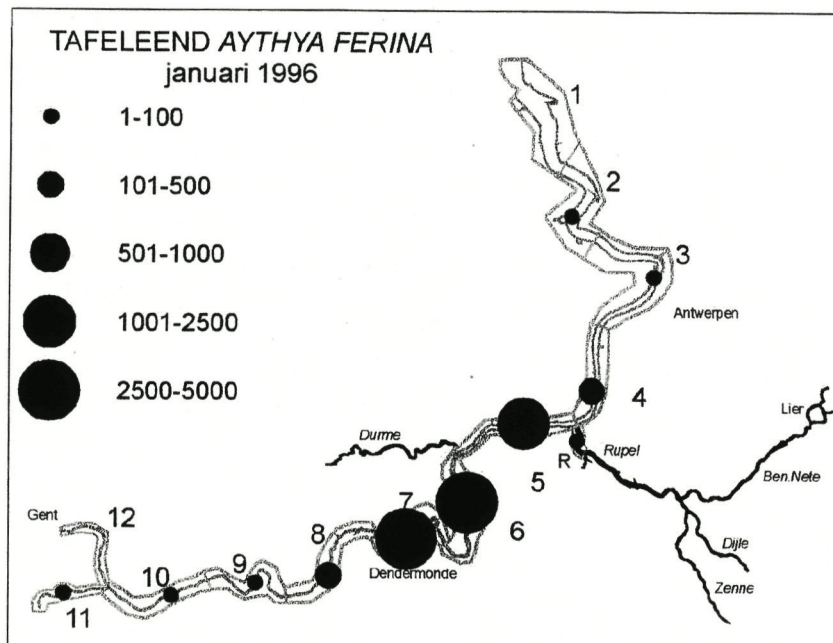 TAFELEEND AYTHYA FERINA
januari 1996
1-100
101-500
501-1000
1001-2500
2500-5000
1
2
3
Antwerpen
4
Lier
Durme
R
Rupel
Ben.Nete
5
7
6
Gent
12
8
Dijle
Dendermonde
9
10
Zenne
11